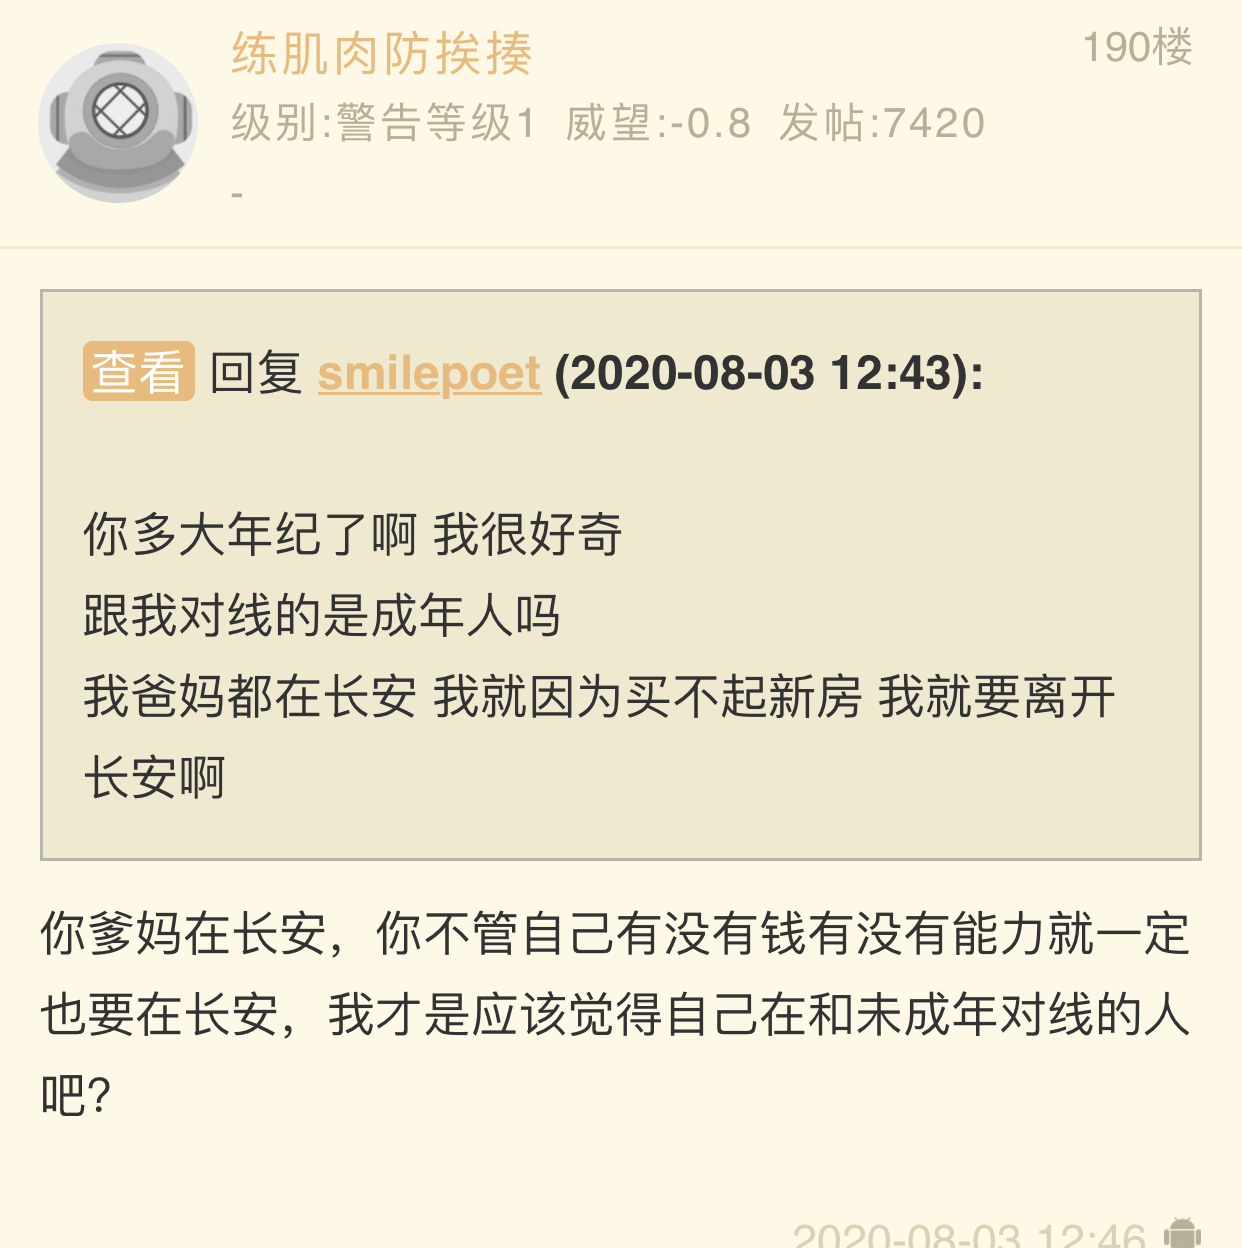 练肌肉防挨揍
190楼
级别:警告等级1 威望:-0.8 发帖:7420
-
查看 回复 smilepoet (2020-08-03 12:43):
你多大年纪了啊 我很好奇
跟我对线的是成年人吗
我爸妈都在长安 我就因为买不起新房 我就要离开
长安啊
你爹妈在长安，你不管自己有没有钱有没有能力就一定
也要在长安，我才是应该觉得自己在和未成年对线的人
吧？
2020-08-03 12:46